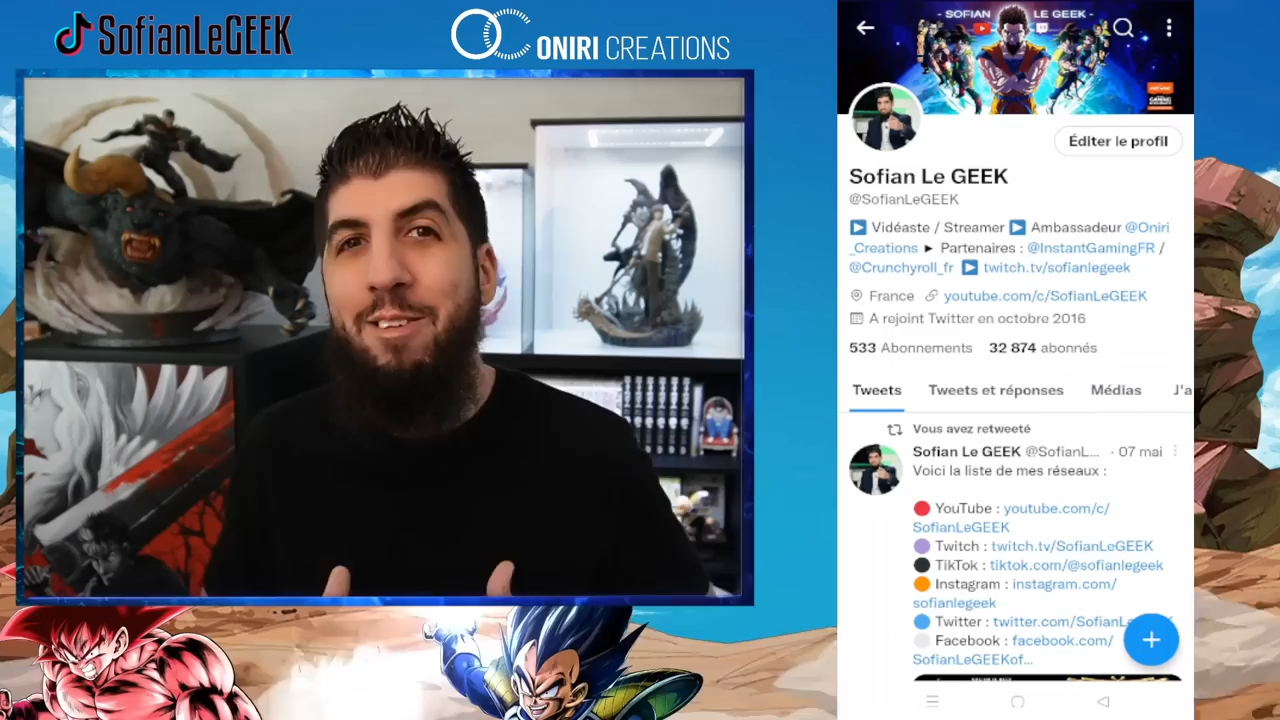 SofianLeGEEK
OC ONIRI CREATIONS
- SOFIAN LE GEEK -
Éditer le profil
Sofian Le GEEK
@SofianLeGEEK
▶ Vidéaste / Streamer ▶ Ambassadeur @Oniri
_Creations ► Partenaires : @InstantGamingFR /
@Crunchyroll_fr ▶ twitch.tv/sofianlegeek
France youtube.com/c/SofianLeGEEK
A rejoint Twitter en octobre 2016
533 Abonnements 32 874 abonnés
Tweets Tweets et réponses Médias J'a
Vous avez retweeté
Sofian Le GEEK @SofianL... · 07 mai
Voici la liste de mes réseaux :
YouTube : youtube.com/c/
SofianLeGEEK
Twitch : twitch.tv/SofianLeGEEK
TikTok : tiktok.com/@sofianlegeek
Instagram : instagram.com/
sofianlegeek
Twitter : twitter.com/SofianL
Facebook : facebook.com/
SofianLeGEEKof...